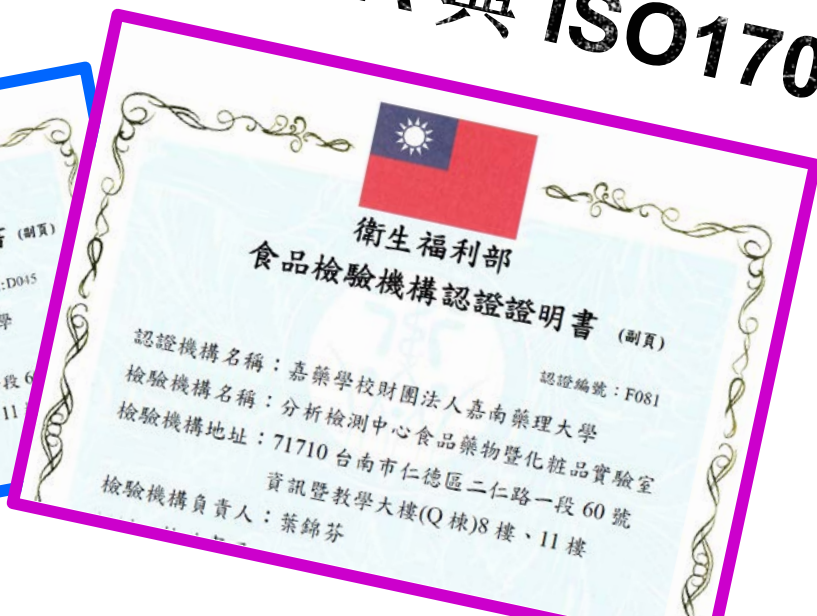 與 ISO170
(副頁)
:D045
學
段 6
11
衛生福利部
食品檢驗機構認證證明書 (副頁)
認證編號：F081
認證機構名稱：嘉藥學校財團法人嘉南藥理大學
檢驗機構名稱：分析檢測中心食品藥物暨化粧品實驗室
檢驗機構地址：71710 台南市仁德區二仁路一段 60 號
資訊暨教學大樓(Q 棟)8 樓、11 樓
檢驗機構負責人：葉錦芬